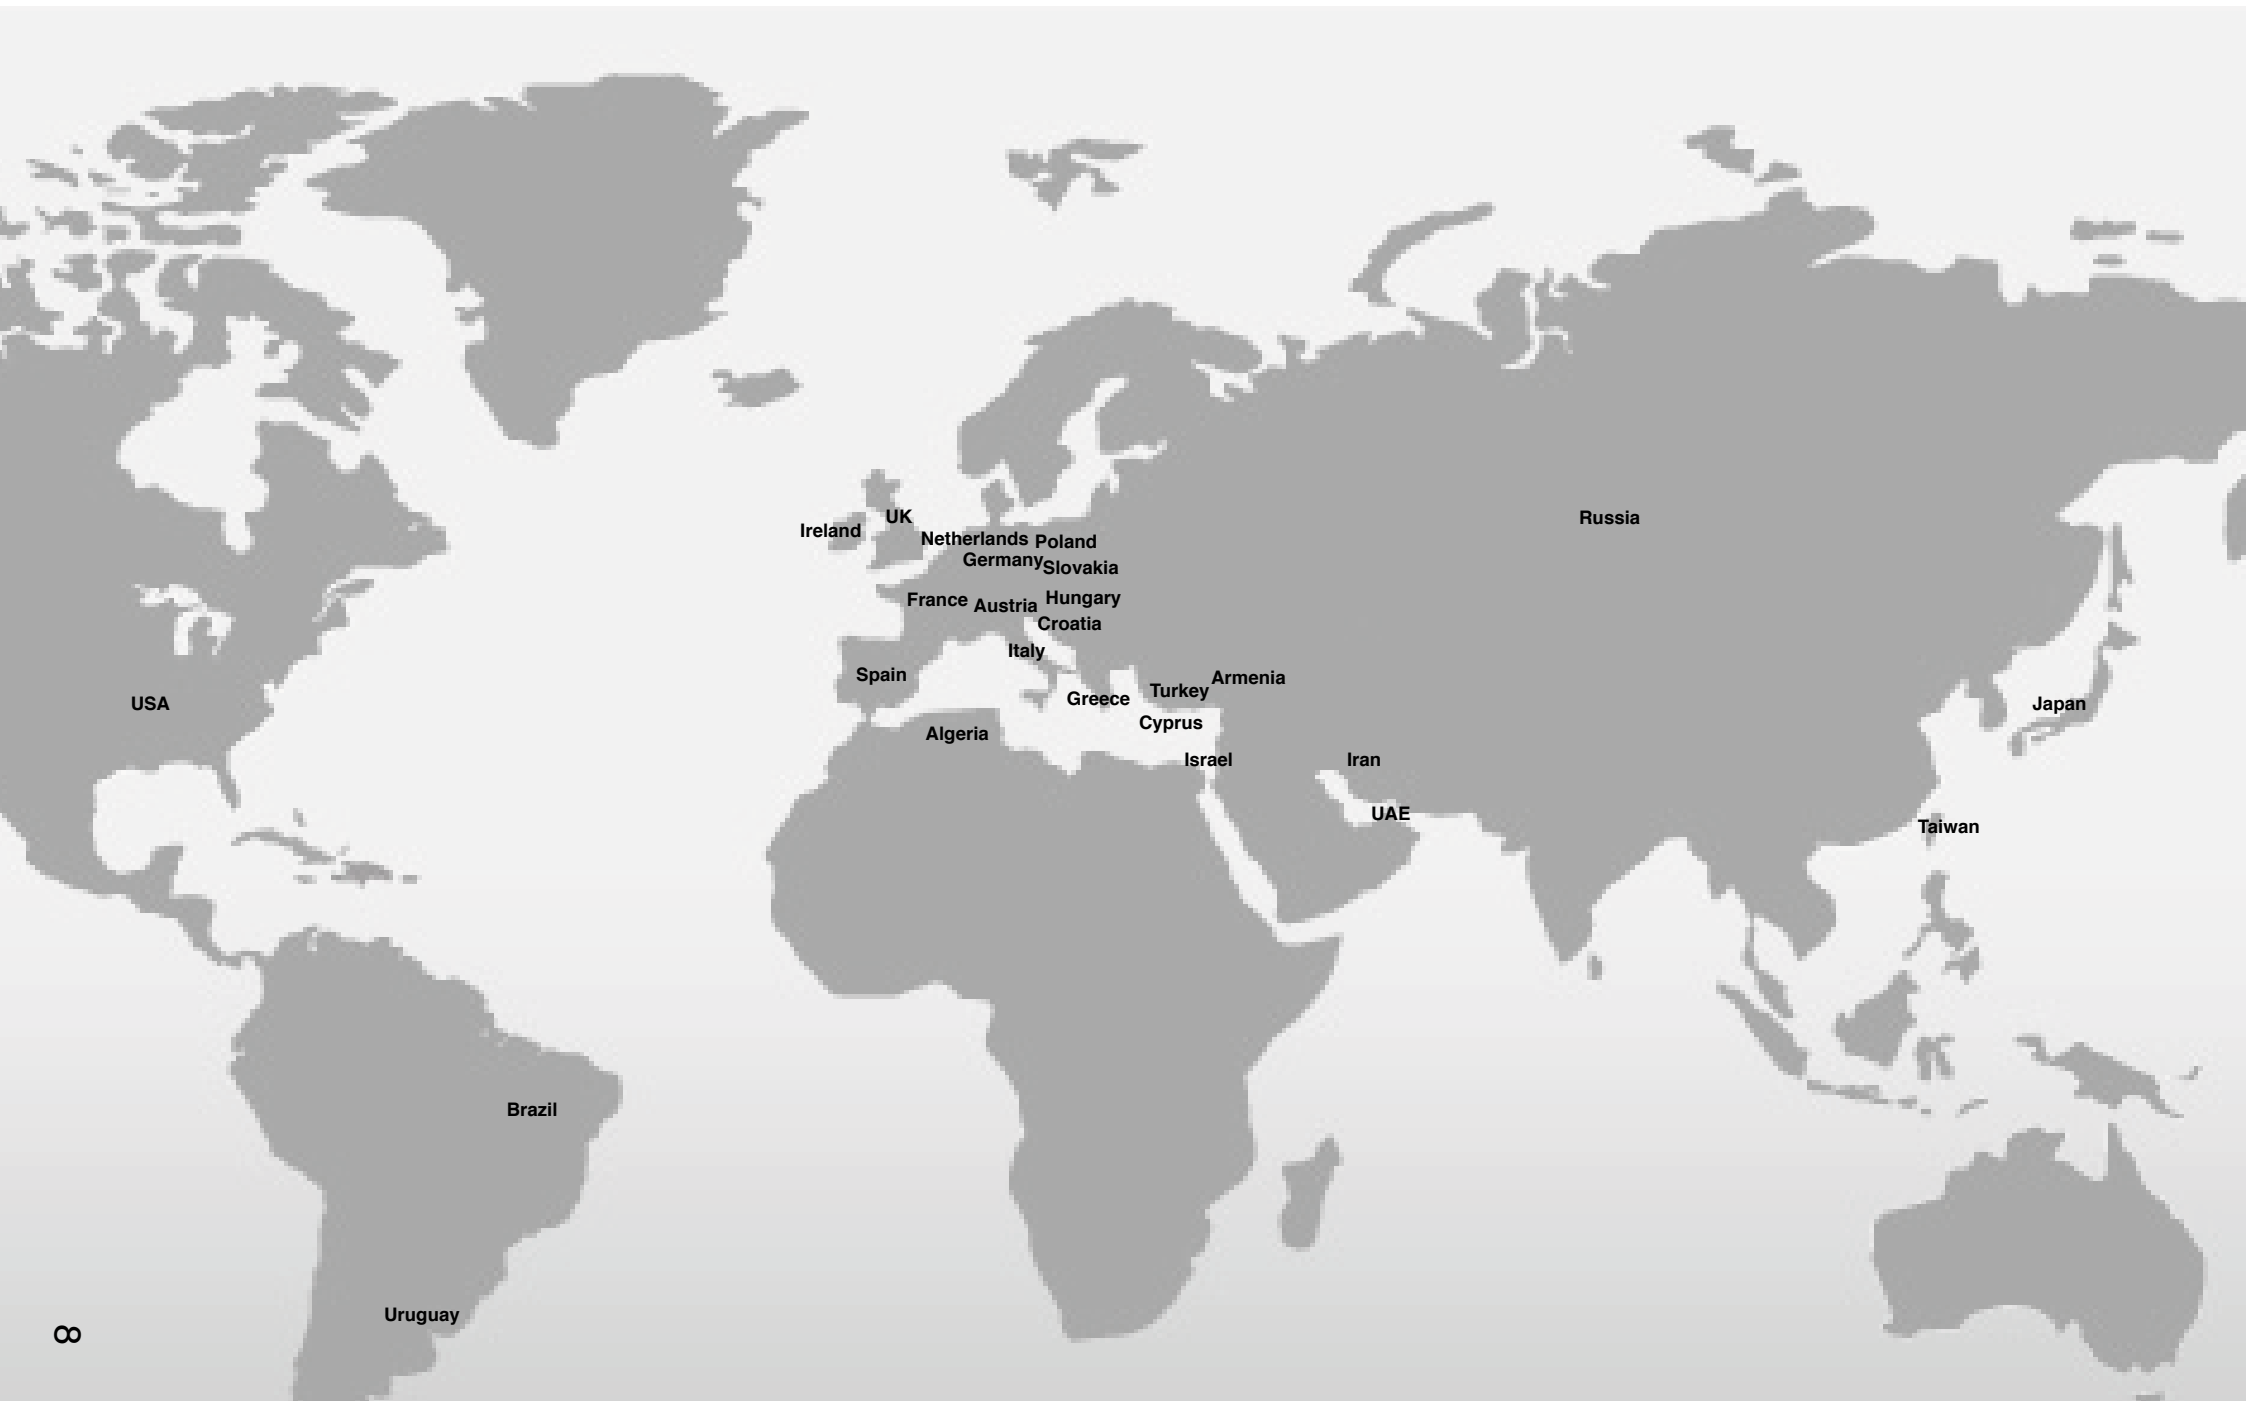 UK
Russia
Ireland
Netherlands
Poland
Germany
Slovakia
France
Austria
Hungary
Croatia
Italy
Spain
Armenia
Turkey
Greece
USA
Japan
Cyprus
Algeria
Israel
Iran
UAE
Taiwan
Brazil
Uruguay
8